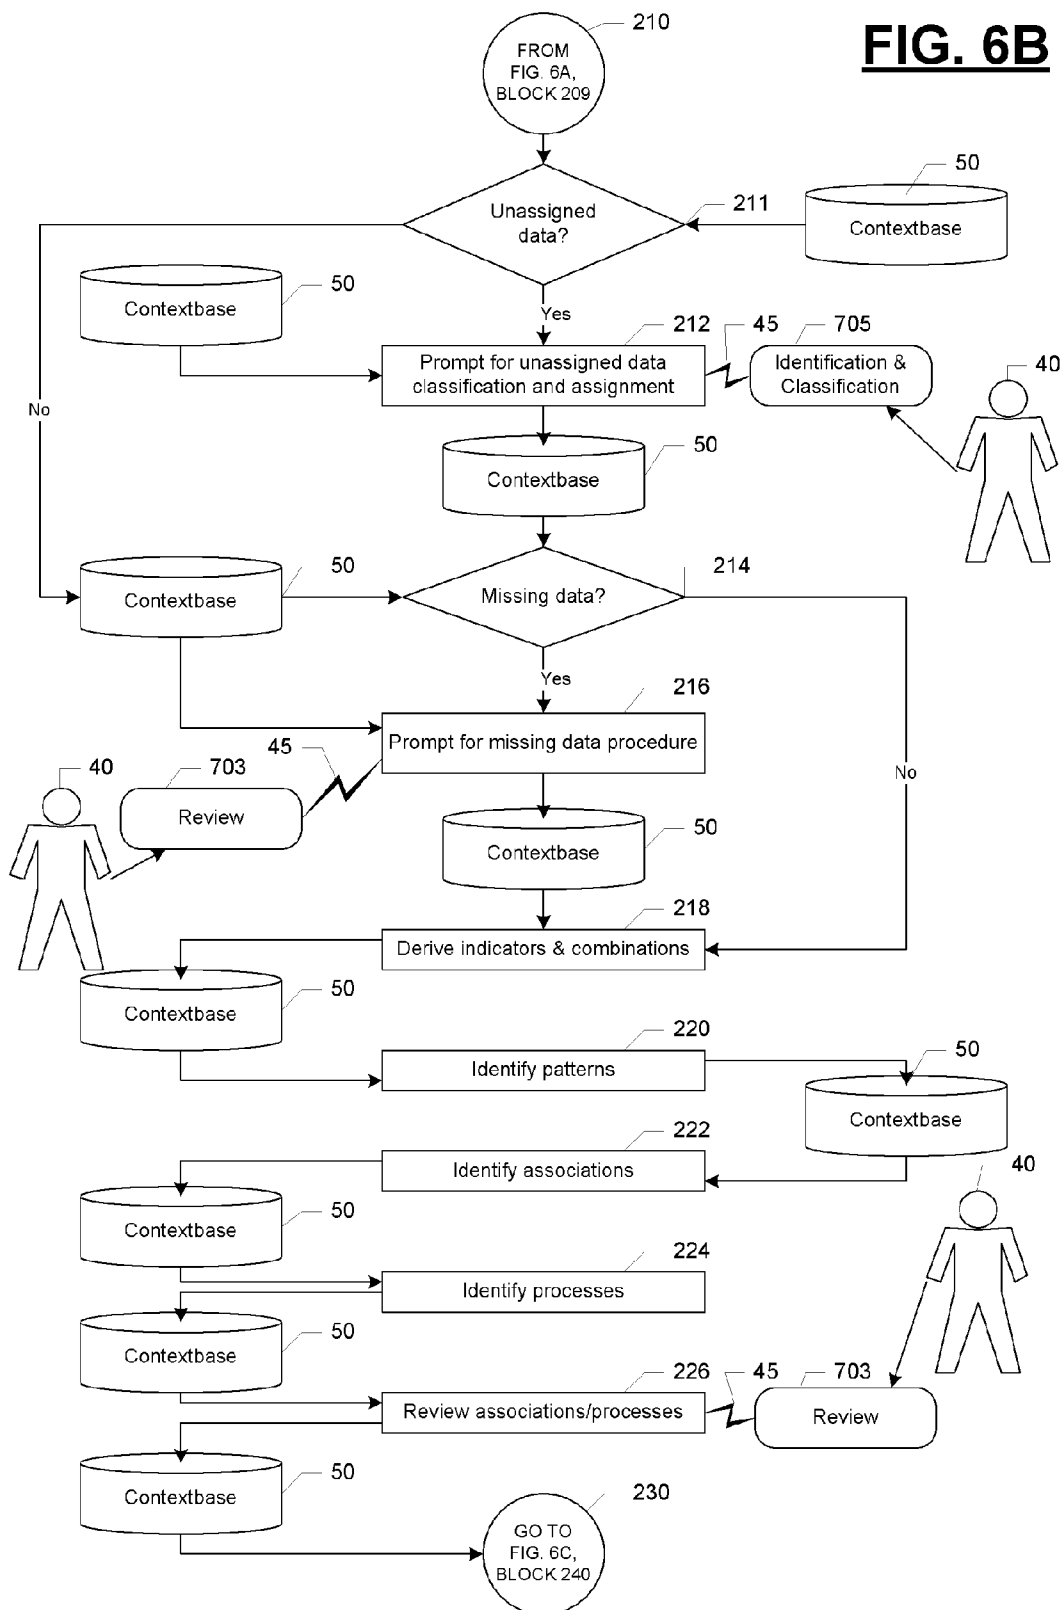 FIG. 6B
210
FROM
FIG. 6A,
BLOCK 209
50
Unassigned
data?
211
Contextbase
50
Contextbase
Yes
212
45
705
Prompt for unassigned data
classification and assignment
Identification &
Classification
40
No
50
Contextbase
50
214
Contextbase
Missing data?
Yes
216
Prompt for missing data procedure
45
40
703
No
Review
50
Contextbase
218
Derive indicators & combinations
50
Contextbase
220
50
Identify patterns
Contextbase
222
40
Identify associations
50
Contextbase
224
Identify processes
50
Contextbase
226
45
703
Review associations/processes
Review
50
Contextbase
230
GO TO
FIG. 6C,
BLOCK 240